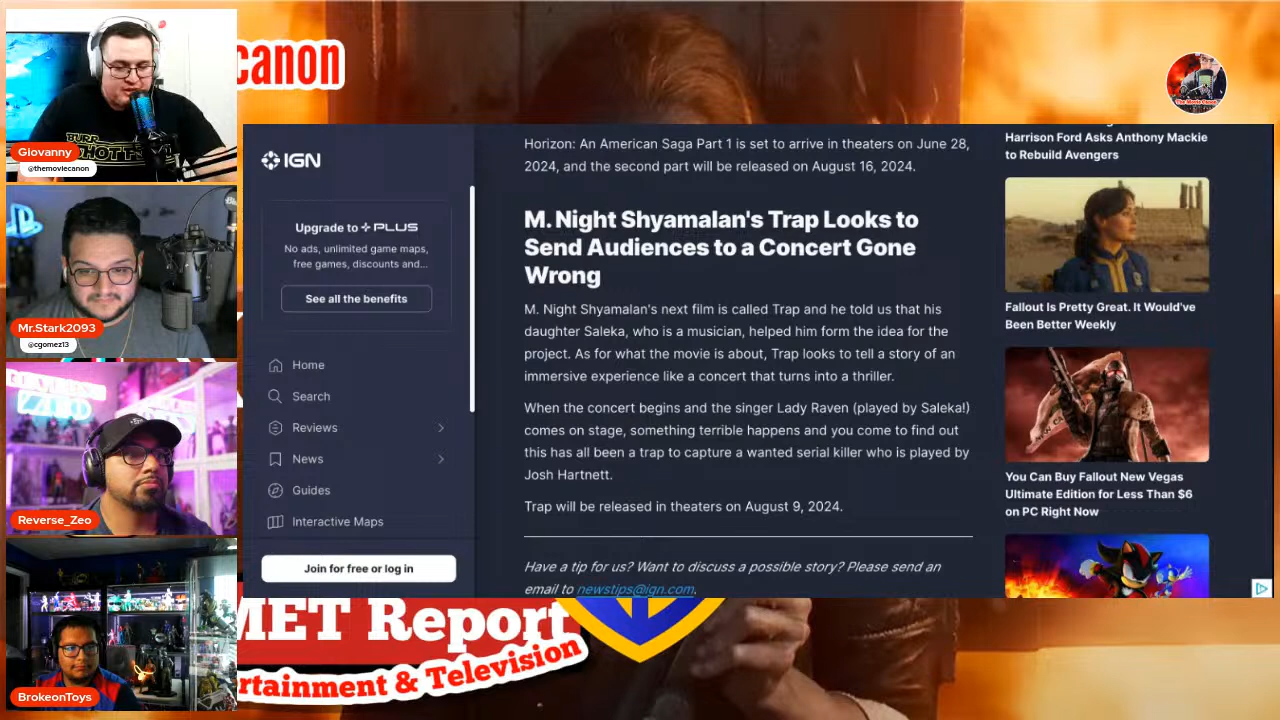 canon
The Movie Canon
BURR
SHOTT
Giovanny
@themoviecanon
Mr.Stark2093
@cgomez13
Reverse_Zeo
BrokeonToys
IGN
Upgrade to PLUS
No ads, unlimited game maps,
free games, discounts and...
See all the benefits
Home
Search
Reviews
News
Guides
Interactive Maps
Join for free or log in
Horizon: An American Saga Part 1 is set to arrive in theaters on June 28,
2024, and the second part will be released on August 16, 2024.
M. Night Shyamalan's Trap Looks to
Send Audiences to a Concert Gone
Wrong
M. Night Shyamalan's next film is called Trap and he told us that his
daughter Saleka, who is a musician, helped him form the idea for the
project. As for what the movie is about, Trap looks to tell a story of an
immersive experience like a concert that turns into a thriller.
When the concert begins and the singer Lady Raven (played by Saleka!)
comes on stage, something terrible happens and you come to find out
this has all been a trap to capture a wanted serial killer who is played by
Josh Hartnett.
Trap will be released in theaters on August 9, 2024.
Have a tip for us? Want to discuss a possible story? Please send an
email to newstips@ign.com.
Harrison Ford Asks Anthony Mackie
to Rebuild Avengers
Fallout Is Pretty Great. It Would've
Been Better Weekly
You Can Buy Fallout New Vegas
Ultimate Edition for Less Than $6
on PC Right Now
MET Report
rtainment & Television